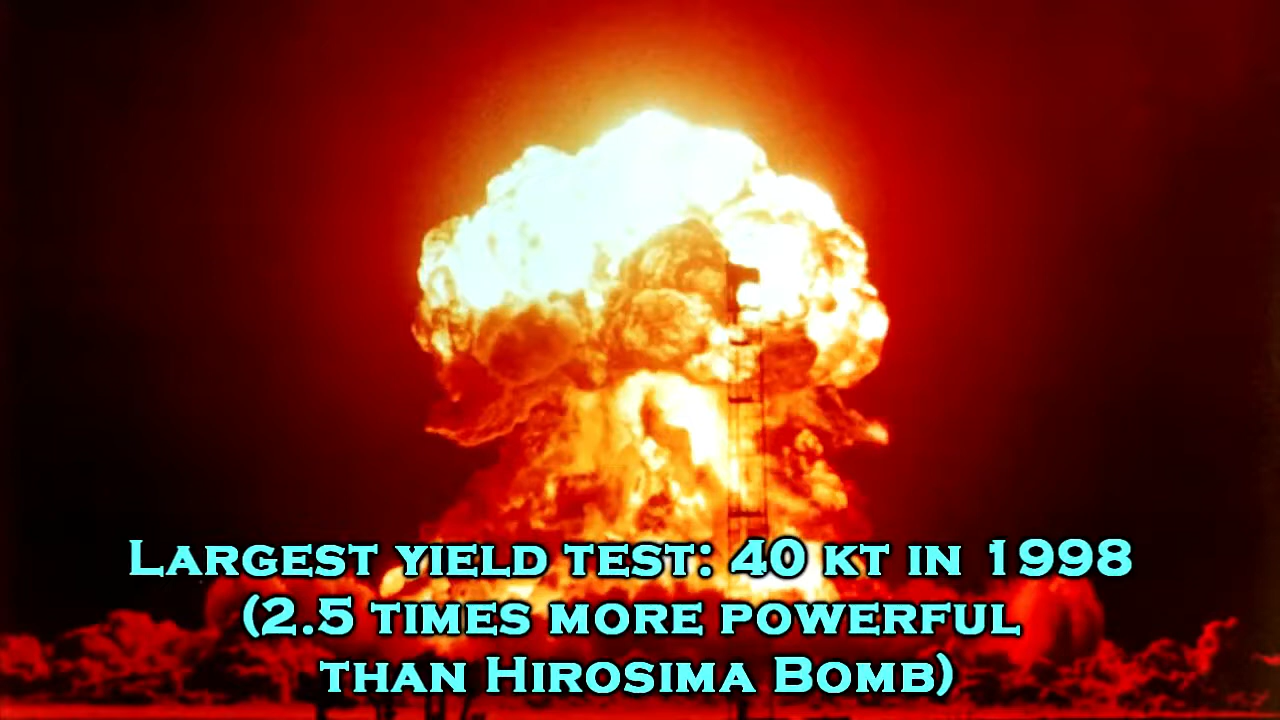 Largest yield test: 40 kt in 1998
(2.5 times more powerful
than Hirosima Bomb)